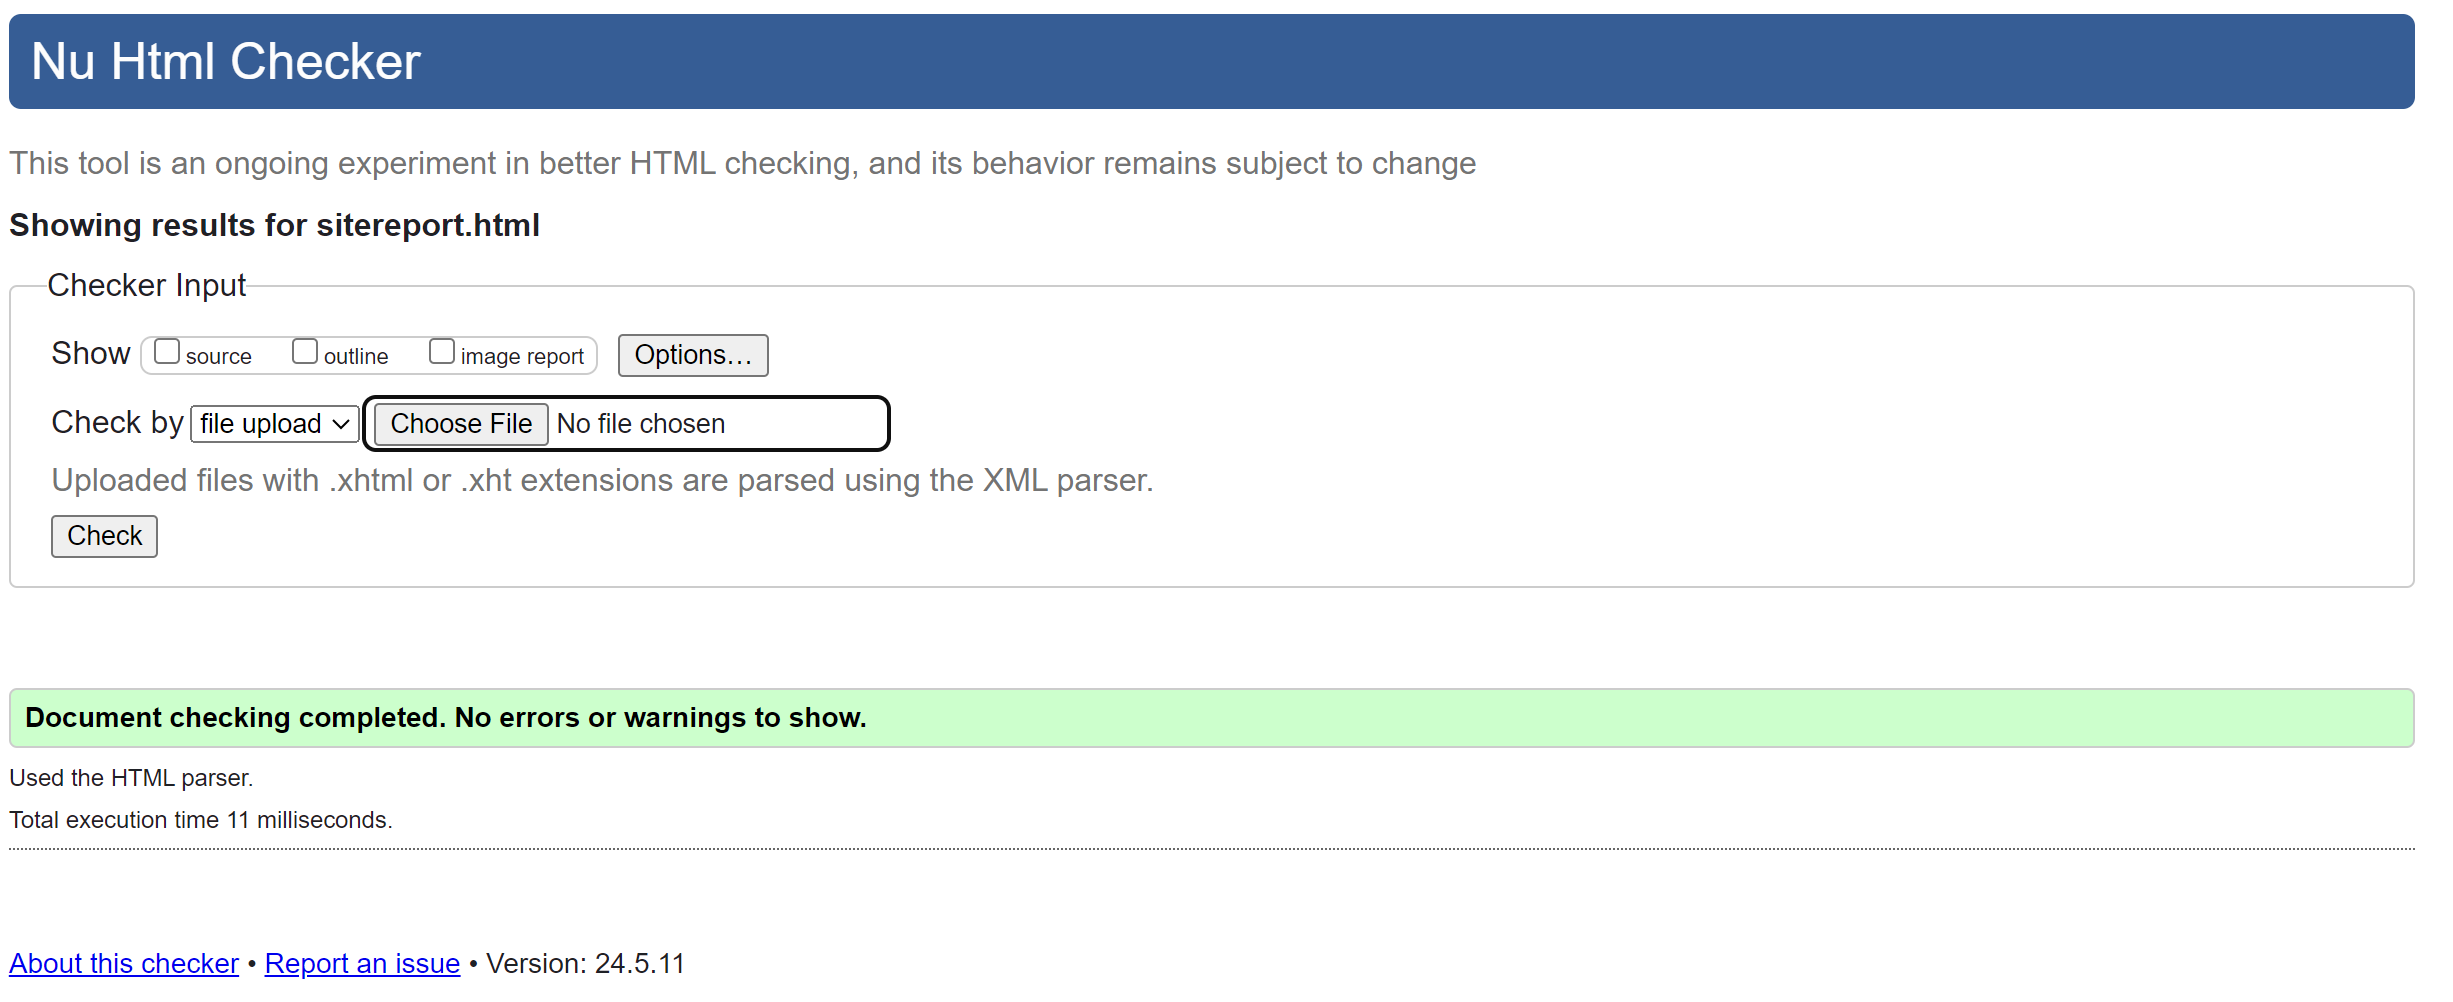 Nu Html Checker
This tool is an ongoing experiment in better HTML checking, and its behavior remains subject to change
Showing results for sitereport.html
Checker Input
Show source outline image report Options…
Check by file upload Choose File No file chosen
Uploaded files with .xhtml or .xht extensions are parsed using the XML parser.
Check
Document checking completed. No errors or warnings to show.
Used the HTML parser.
Total execution time 11 milliseconds.
About this checker • Report an issue • Version: 24.5.11